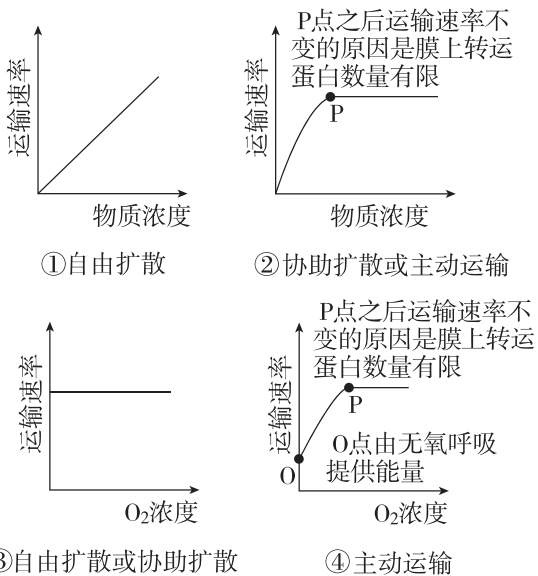 P点之后运输速率不
变的原因是膜上转运
蛋白数量有限
运输速率
运输速率
P
物质浓度
物质浓度
①自由扩散
②协助扩散或主动运输
P点之后运输速率不
变的原因是膜上转运
蛋白数量有限
运输速率
运输速率
P
O点由无氧呼吸
提供能量
O
O₂浓度
O₂浓度
③自由扩散或协助扩散
④主动运输